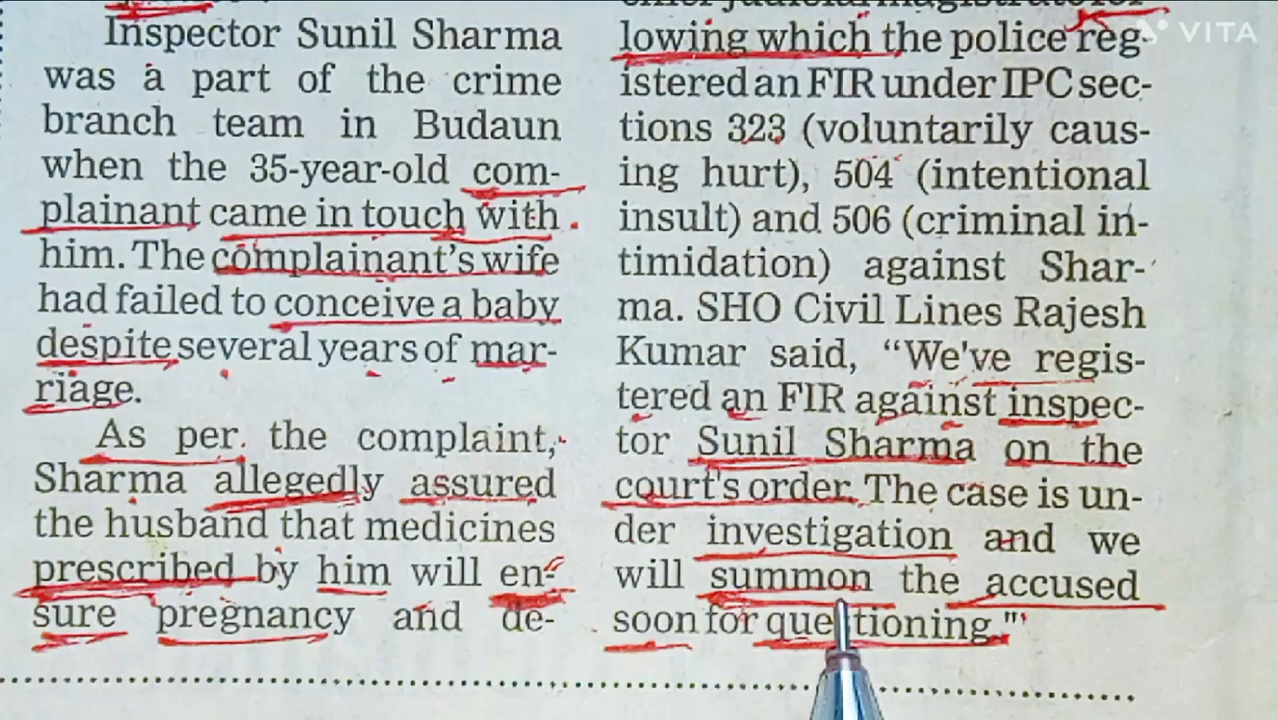 Inspector Sunil Sharma
was a part of the crime
branch team in Budaun
when the 35-year-old com-
plainant came in touch with
him. The complainant's wife
had failed to conceive a baby
despite several years of mar-
riage.
As per the complaint,
Sharma allegedly assured
the husband that medicines
prescribed by him will en-
sure pregnancy and de-
lowing which the police reg-
istered an FIR under IPC sec-
tions 323 (voluntarily caus-
ing hurt), 504 (intentional
insult) and 506 (criminal in-
timidation) against Shar-
ma. SHO Civil Lines Rajesh
Kumar said, “We've regis-
tered an FIR against inspec-
tor Sunil Sharma on the
court's order. The case is un-
der investigation and we
will summon the accused
soon for questioning."
VITA